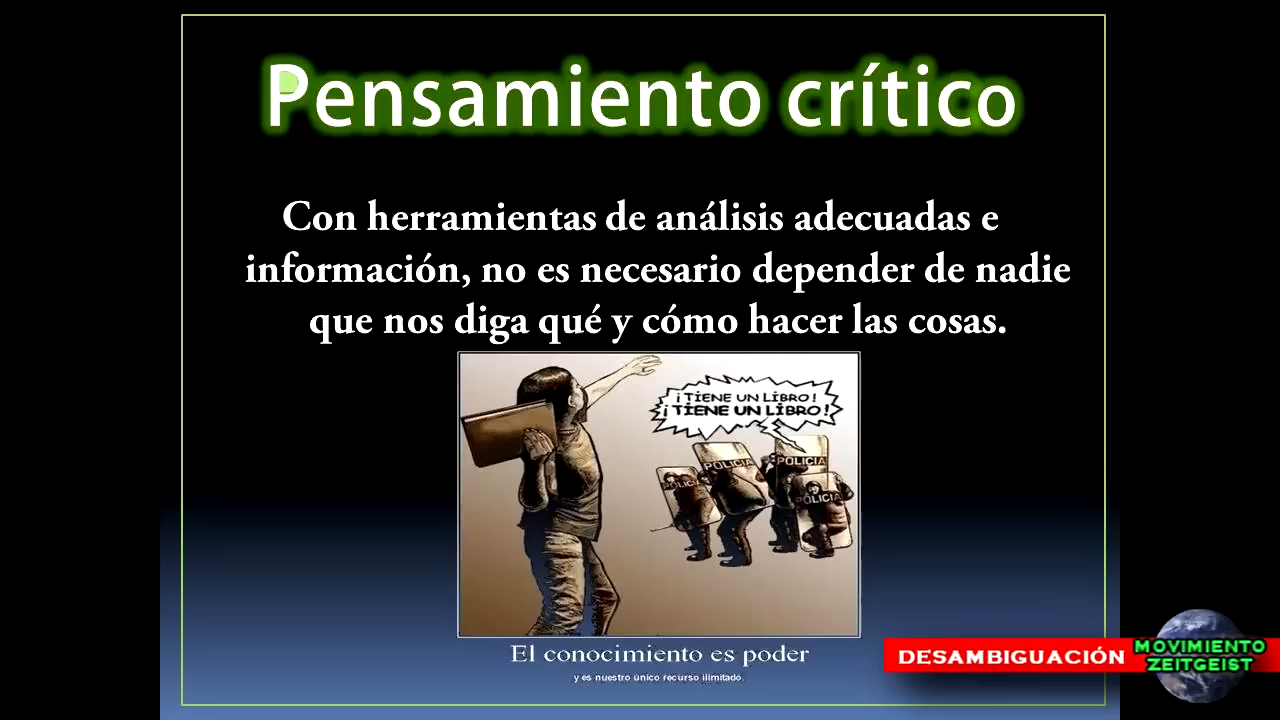 Pensamiento crítico
Con herramientas de análisis adecuadas e
información, no es necesario depender de nadie
que nos diga qué y cómo hacer las cosas.
¡TIENE UN LIBRO!
¡TIENE UN LIBRO!
POLICIA
POLICIA
POLICIA
POLICIA
El conocimiento es poder
y es nuestro único recurso ilimitado.
DESAMBIGUACIÓN
MOVIMIENTO
ZEITGEIST